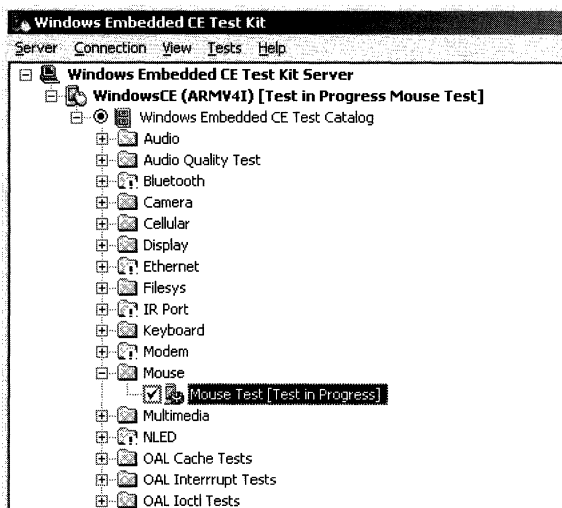 Windows Embedded CE Test Kit
Server Connection View Tests Help
Windows Embedded CE Test Kit Server
WindowsCE (ARMV4I) [Test in Progress Mouse Test]
Windows Embedded CE Test Catalog
Audio
Audio Quality Test
Bluetooth
Camera
Cellular
Display
Ethernet
Filesys
IR Port
Keyboard
Modem
Mouse
Mouse Test [Test in Progress]
Multimedia
NLED
OAL Cache Tests
OAL Interrrupt Tests
OAL Ioctl Tests